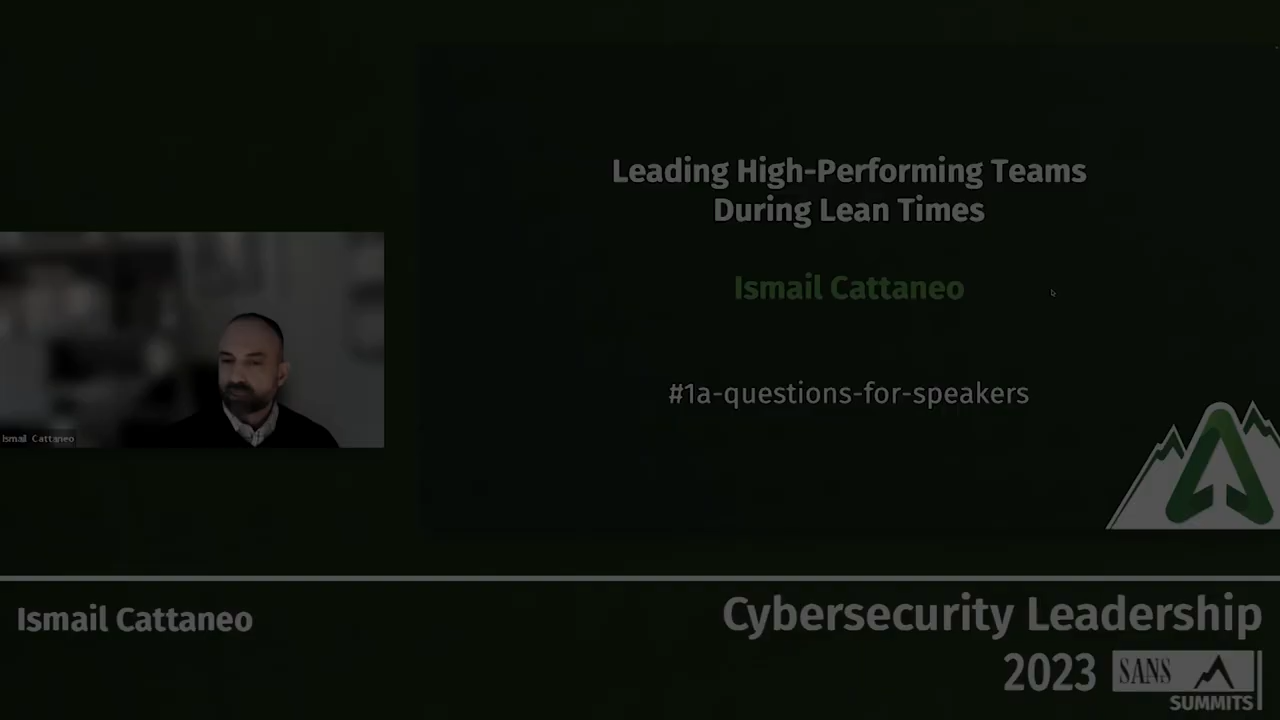 Leading High-Performing Teams
During Lean Times
Ismail Cattaneo
#1a-questions-for-speakers
Ismail Cattaneo
Ismail Cattaneo
Cybersecurity Leadership
2023 SANS
SUMMITS